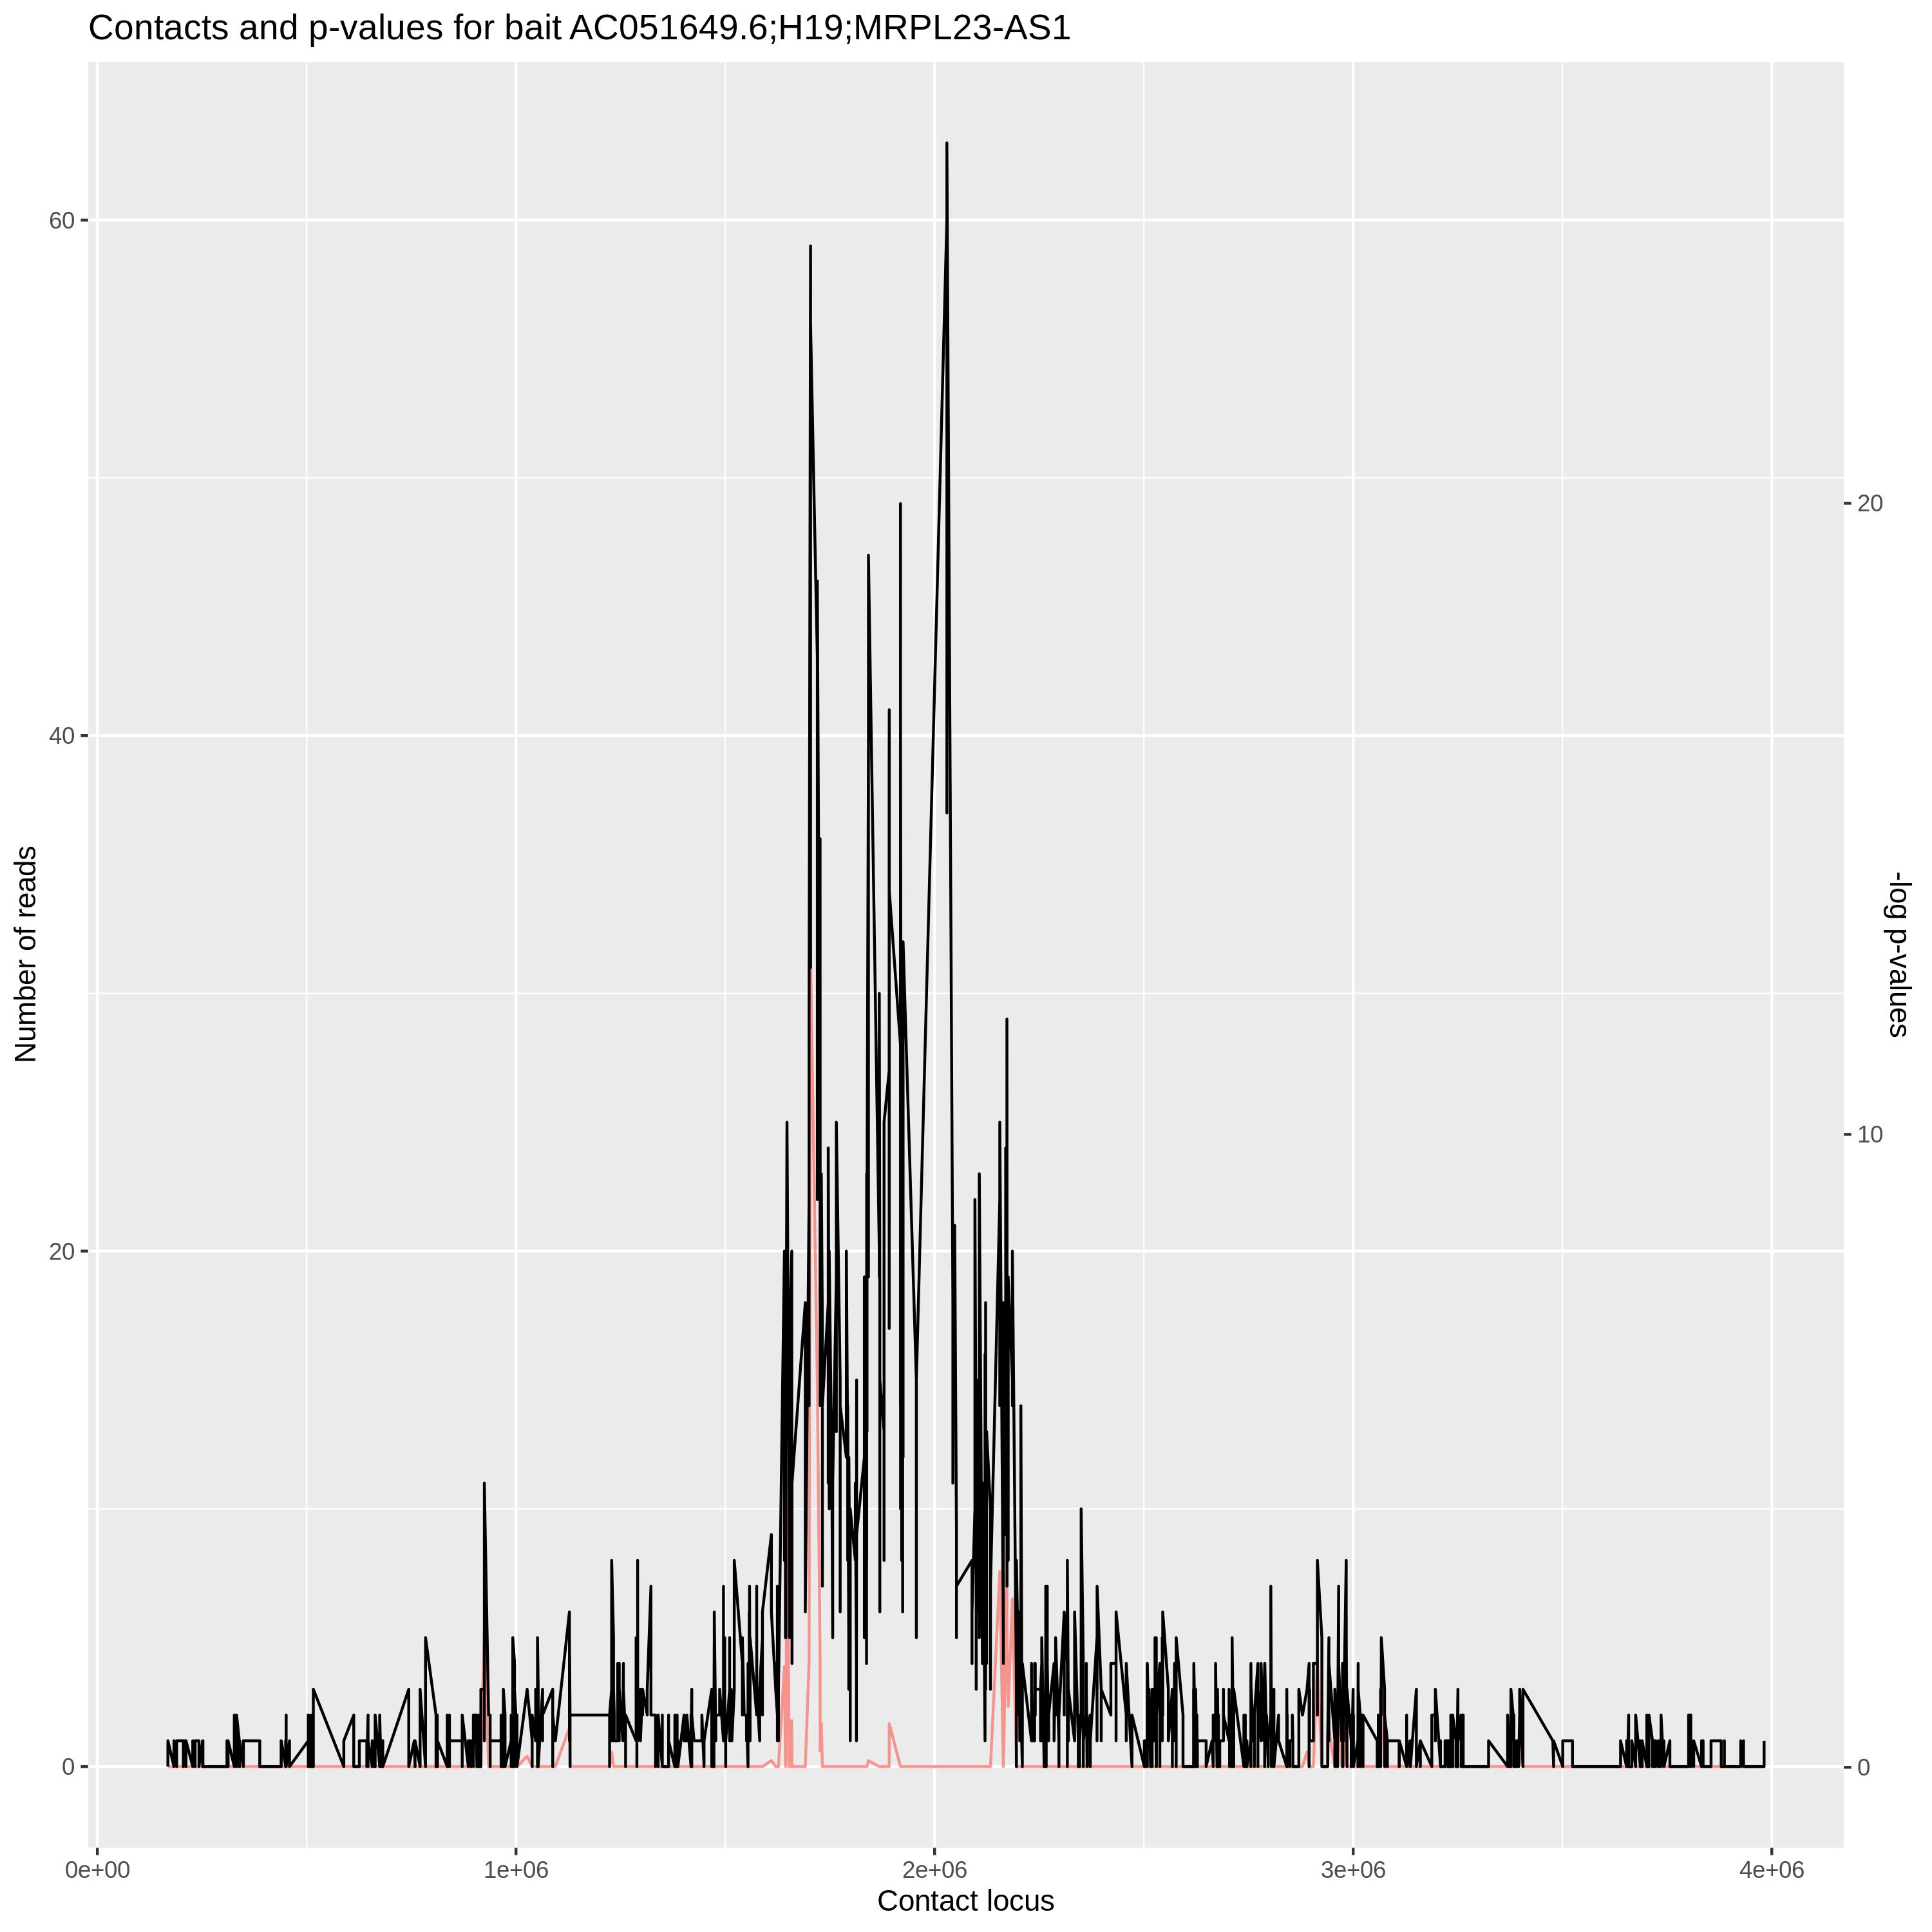 Contacts and p-values for bait AC051649.6;H19;MRPL23-AS1
60
40
20
0
Number of reads
20
10
0
-log p-values
0e+00 1e+06 2e+06 3e+06 4e+06
Contact locus